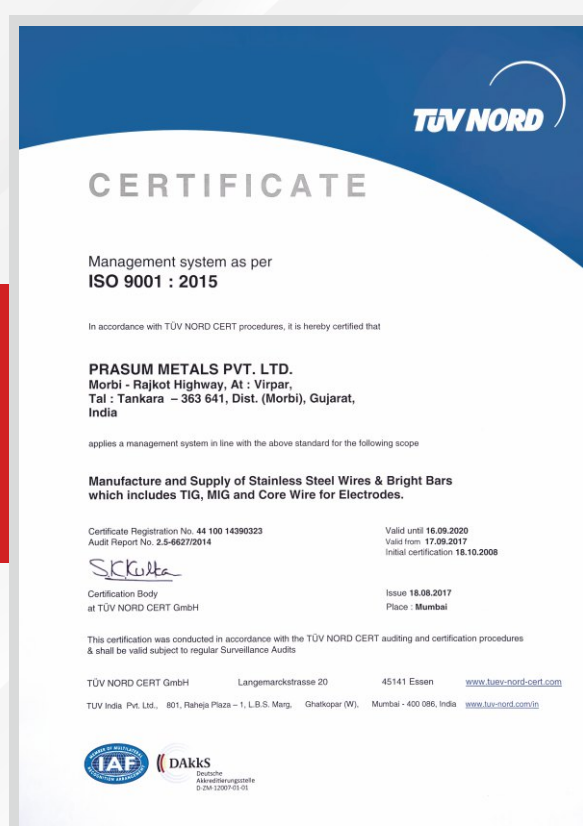 TÜV NORD
CERTIFICATE
Management system as per
ISO 9001 : 2015
In accordance with TÜV NORD CERT procedures, it is hereby certified that
PRASUM METALS PVT. LTD.
Morbi - Rajkot Highway, At : Virpar,
Tal : Tankara – 363 641, Dist. (Morbi), Gujarat,
India
applies a management system in line with the above standard for the following scope
Manufacture and Supply of Stainless Steel Wires & Bright Bars
which includes TIG, MIG and Core Wire for Electrodes.
Certificate Registration No. 44 100 14390323
Audit Report No. 2.5-6627/2014
Valid until 16.09.2020
Valid from 17.09.2017
Initial certification 18.10.2008
Certification Body
at TÜV NORD CERT GmbH
Issue 18.08.2017
Place : Mumbai
This certification was conducted in accordance with the TÜV NORD CERT auditing and certification procedures
& shall be valid subject to regular Surveillance Audits
TÜV NORD CERT GmbH Langemarckstrasse 20 45141 Essen www.tuev-nord-cert.com
TUV India Pvt. Ltd., 801, Raheja Plaza – 1, L.B.S. Marg, Ghatkopar (W), Mumbai - 400 086, India www.tuv-nord.com/in
MEMBER OF MULTILATERAL
IAF
RECOGNITION ARRANGEMENT
DAkkS
Deutsche
Akkreditierungsstelle
D-ZM-12007-01-01